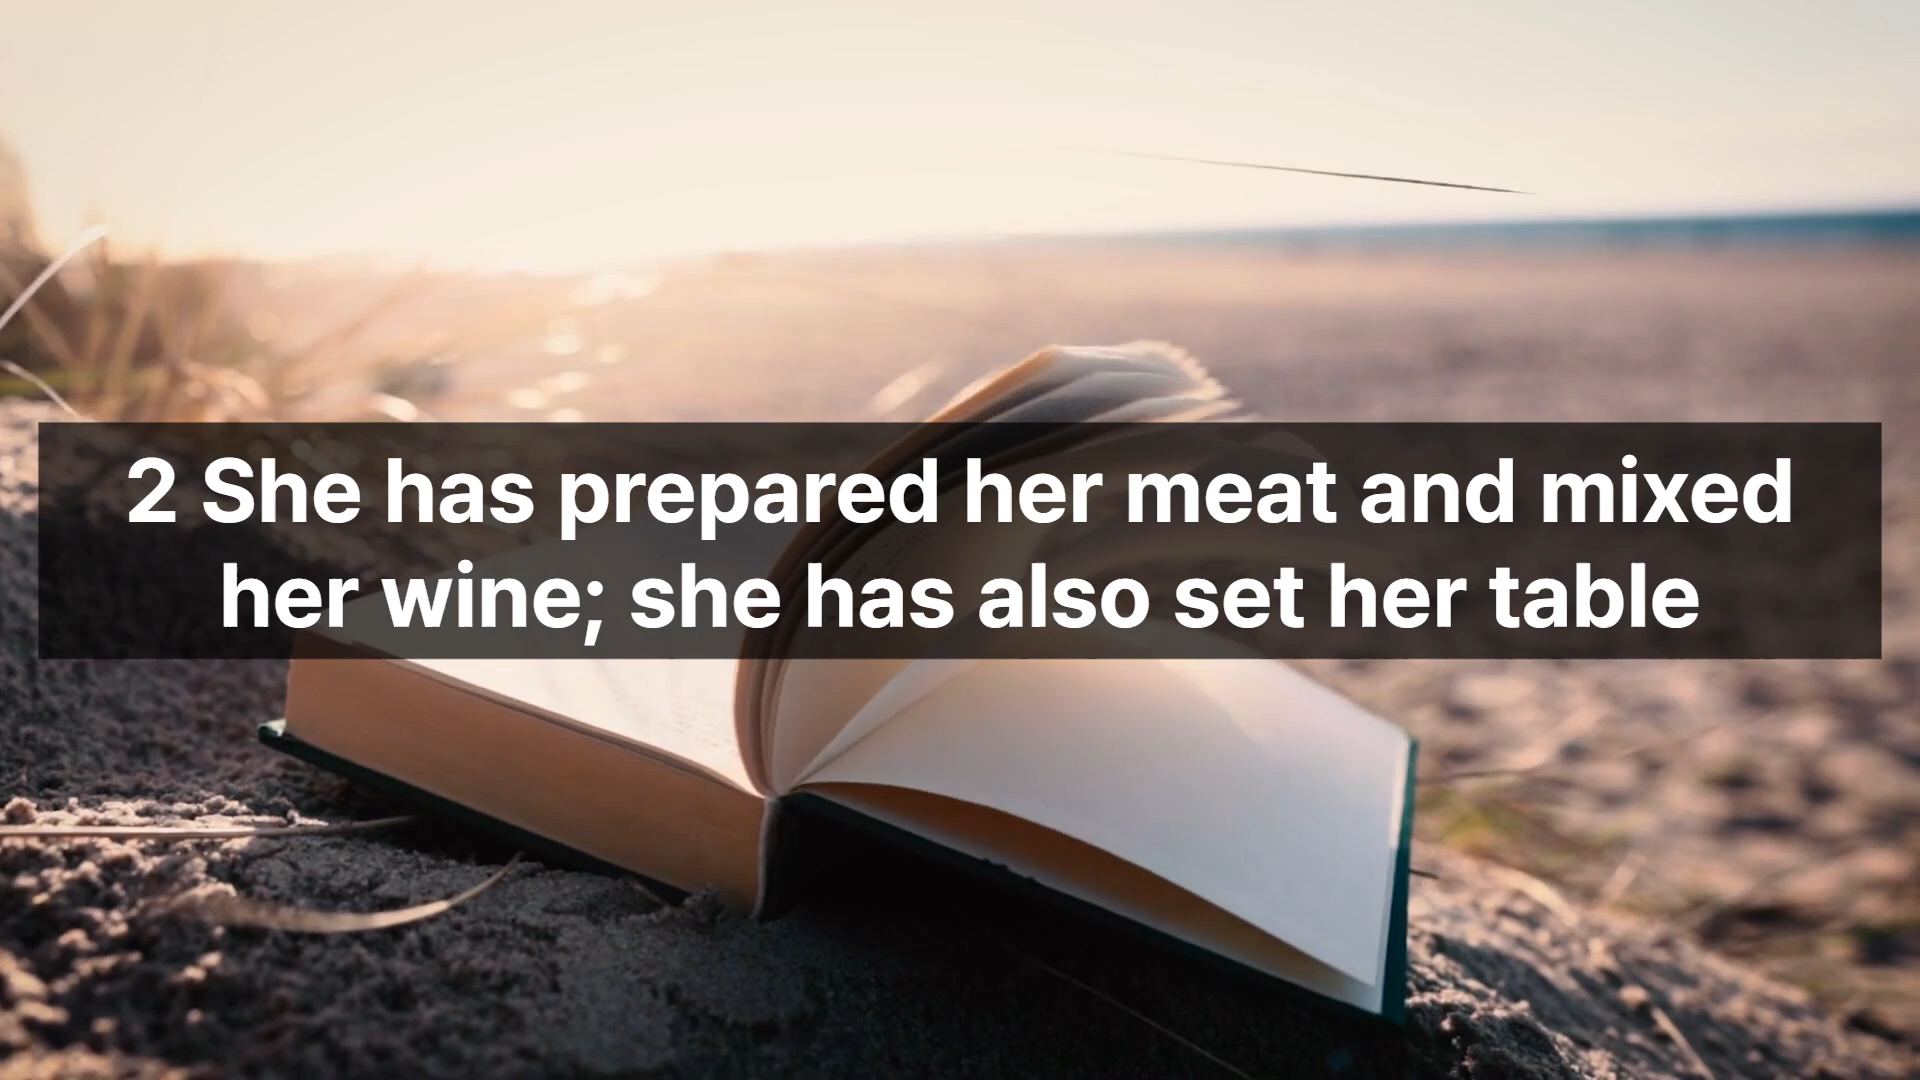 2 She has prepared her meat and mixed
her wine; she has also set her table